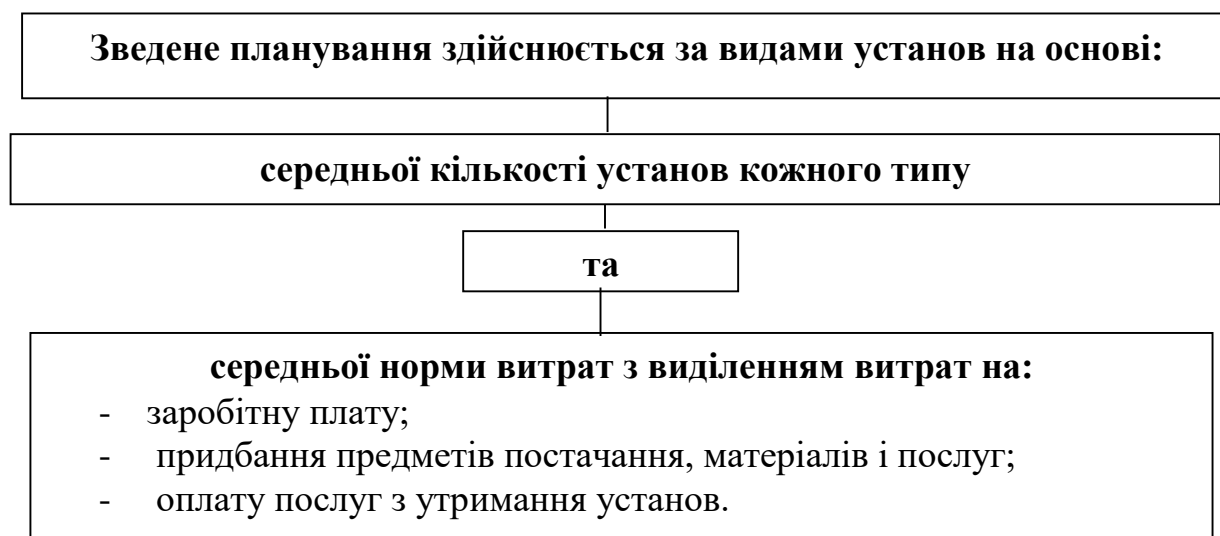 Зведене планування здійснюється за видами установ на основі:
середньої кількості установ кожного типу
та
середньої норми витрат з виділенням витрат на:
- заробітну плату;
- придбання предметів постачання, матеріалів і послуг;
- оплату послуг з утримання установ.